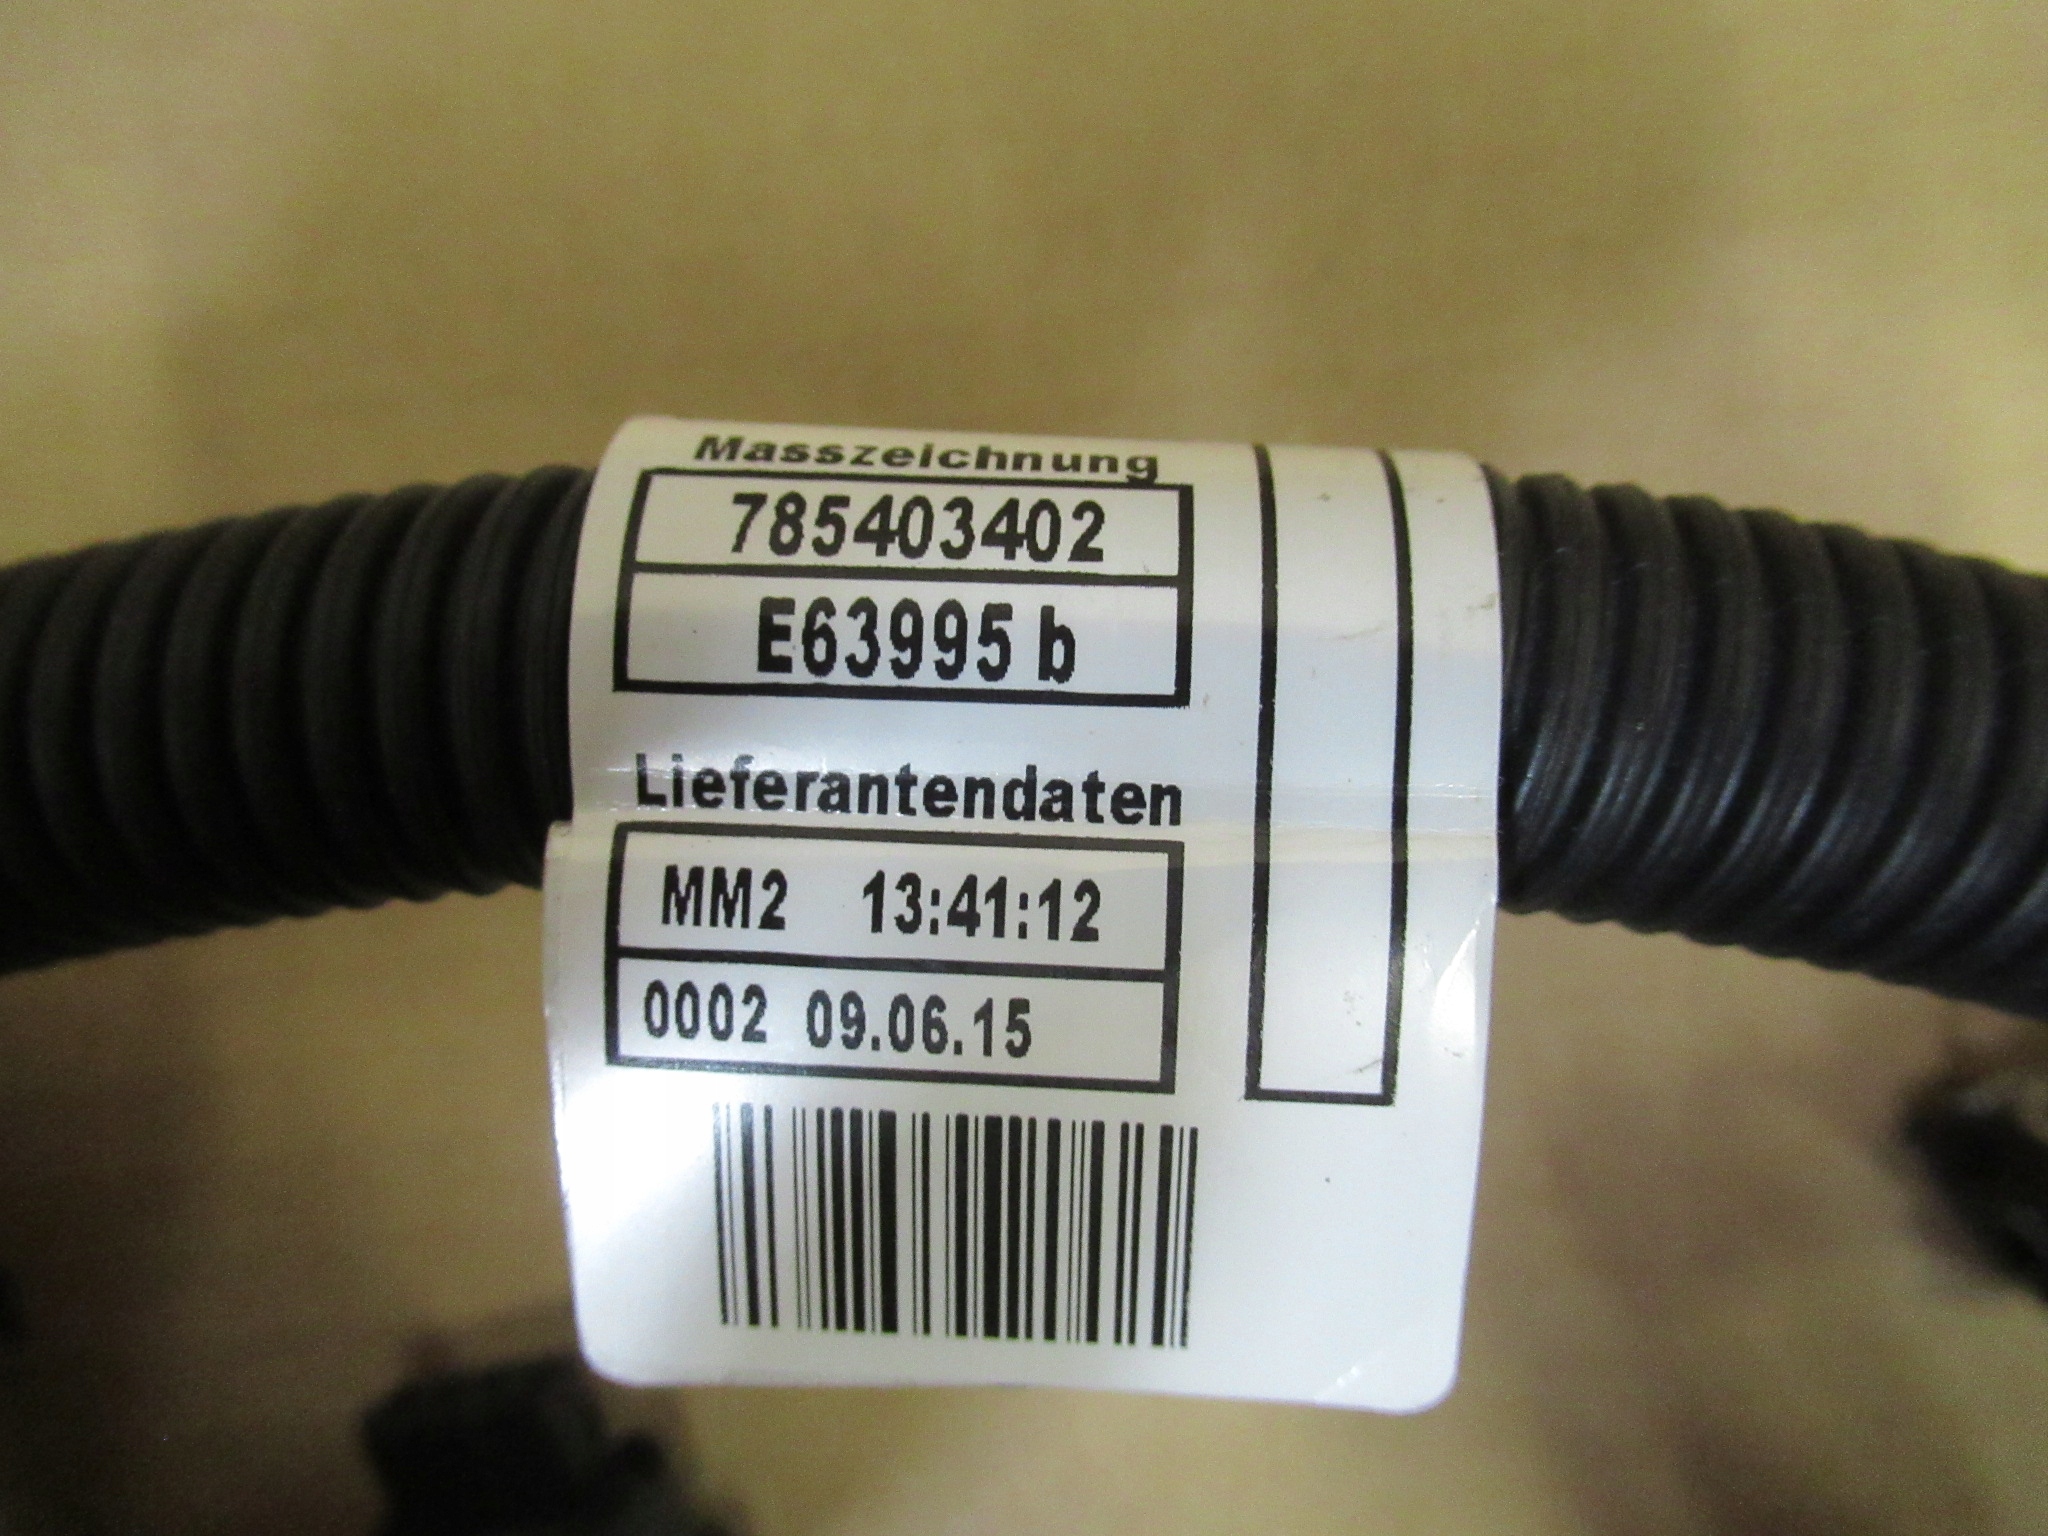 Masszeichnung
785403402
E63995 b
Lieferantendaten
MM2 13:41:12
0002 09.06.15